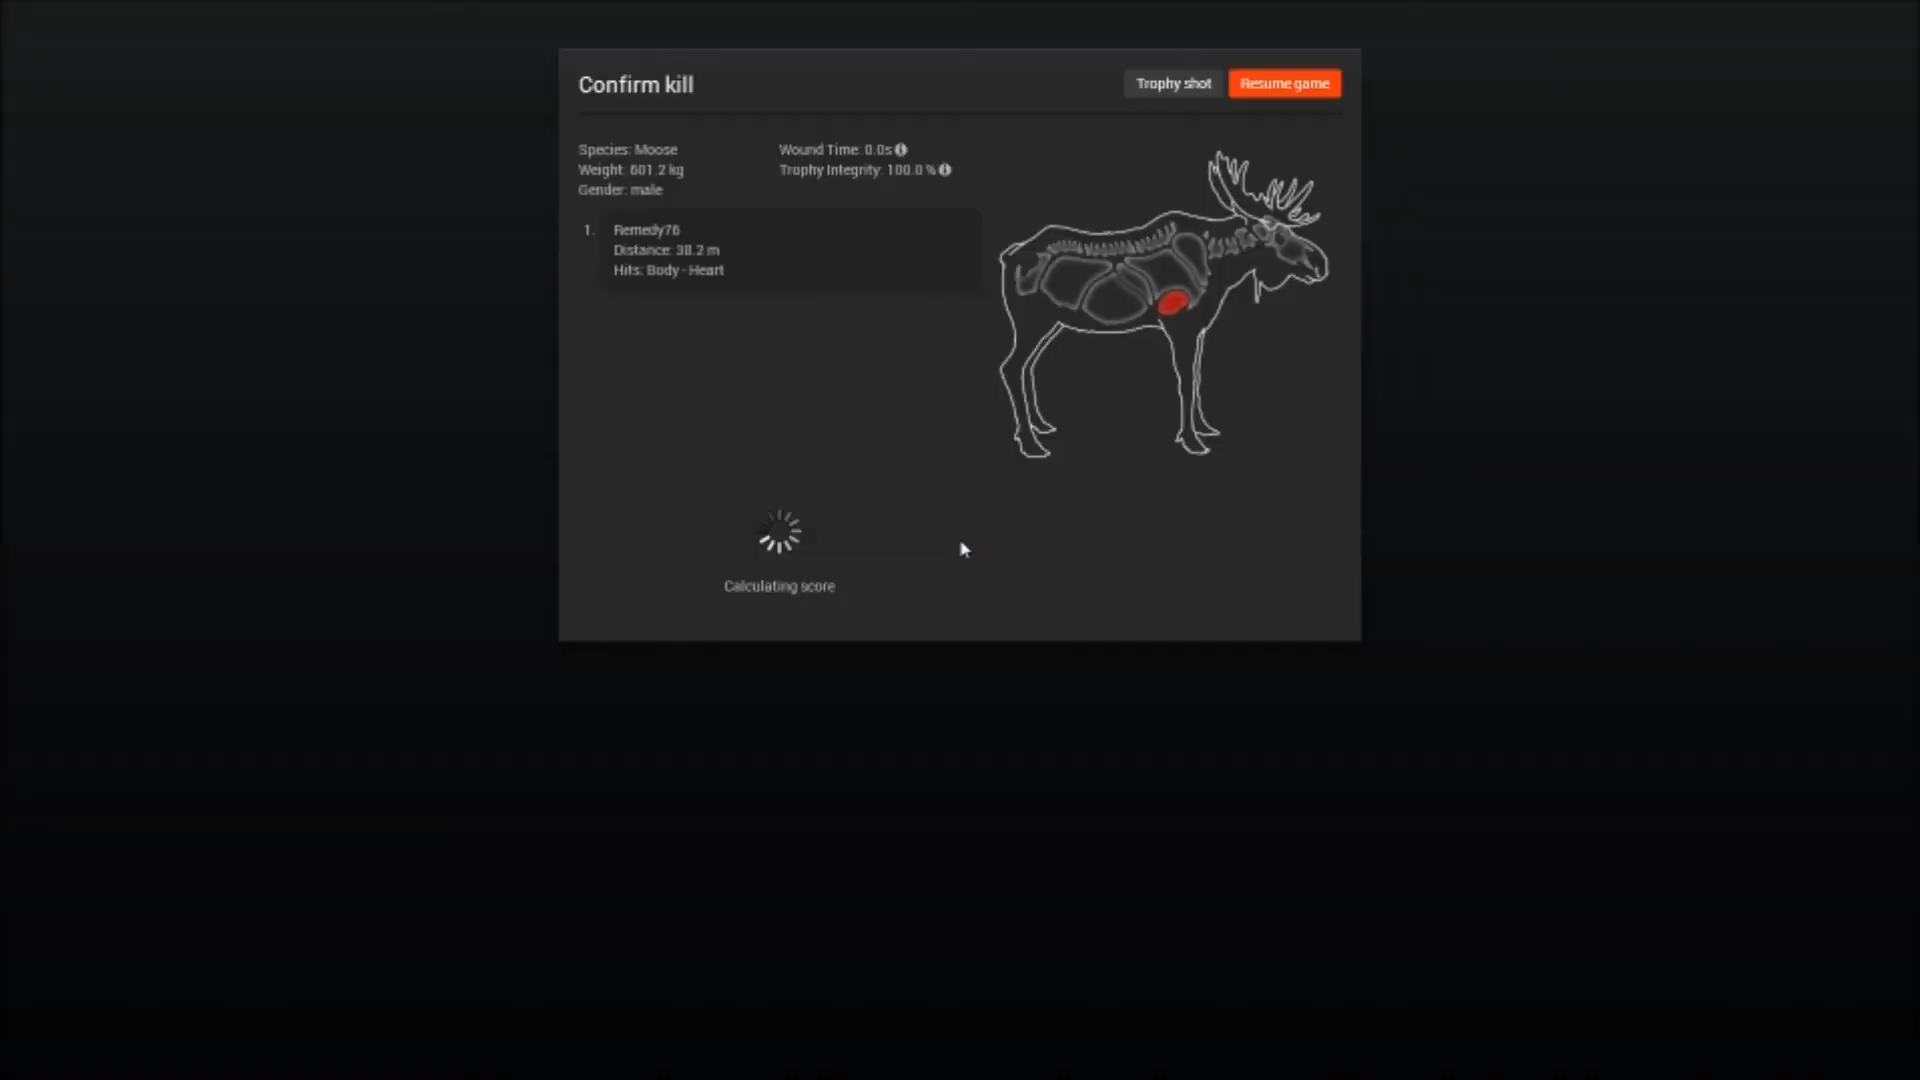 Confirm kill
Trophy shot
Resume game
Species: Moose
Weight: 601.2 kg
Gender: male
Wound Time: 0.0s
Trophy Integrity: 100.0 %
1. Remedy76
Distance: 38.2 m
Hits: Body - Heart
Calculating score